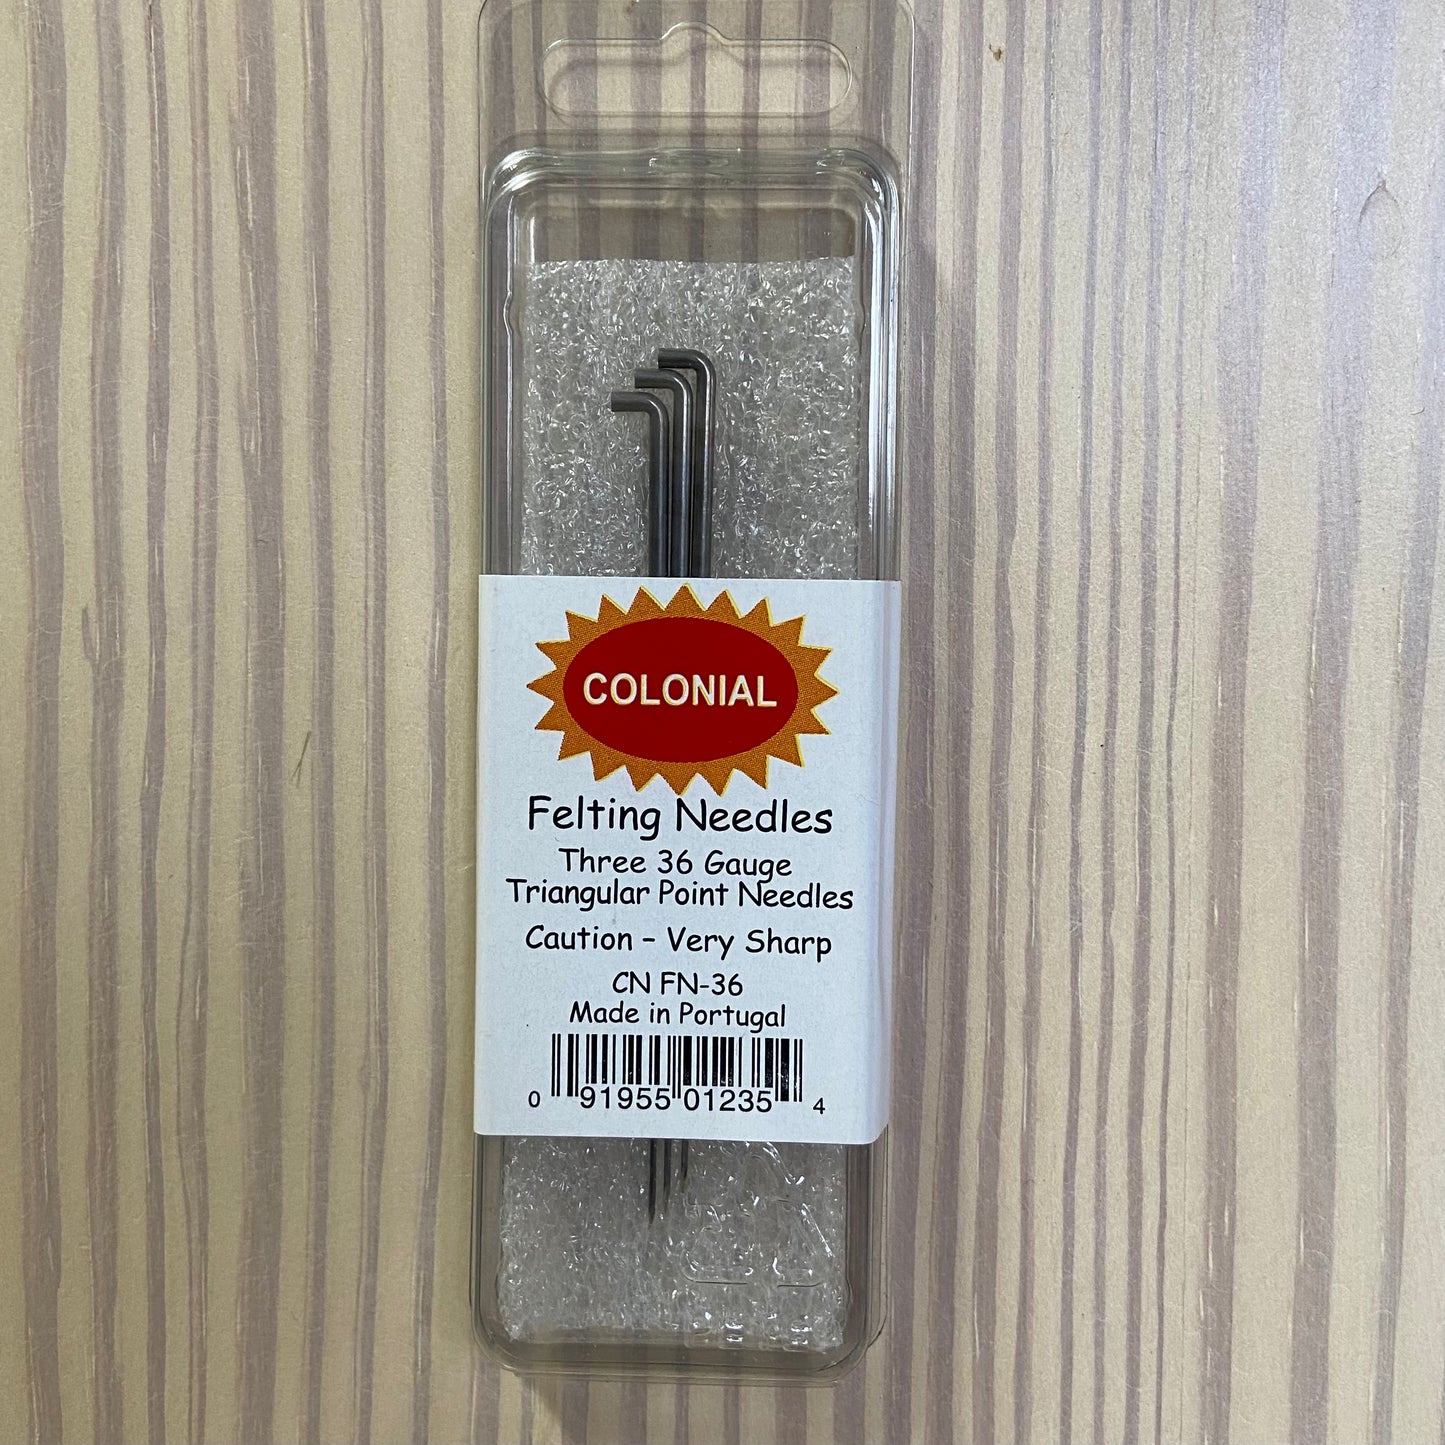 COLONIAL
Felting Needles
Three 36 Gauge
Triangular Point Needles
Caution – Very Sharp
CN FN-36
Made in Portugal
0 91955 01235 4